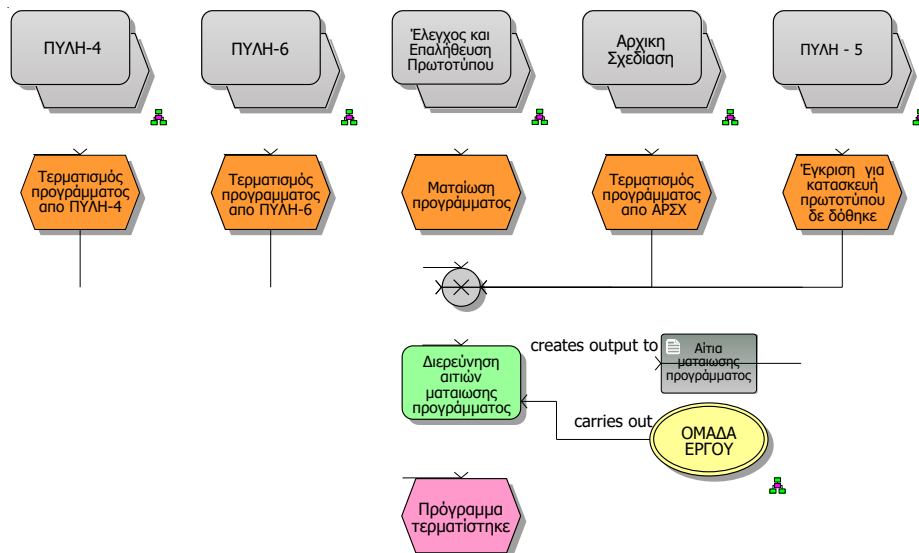 ΠΥΛΗ-4
ΠΥΛΗ-6
Έλεγχος και
Επαλήθευση
Πρωτοτύπου
Αρχικη
Σχεδίαση
ΠΥΛΗ - 5
Τερματισμός
προγράμματος
απο ΠΥΛΗ-4
Τερματισμός
προγραμματος
απο ΠΥΛΗ-6
Ματαίωση
προγράμματος
Τερματισμός
προγράμματος
απο ΑΡΣΧ
Έγκριση για
κατασκευή
πρωτοτύπου
δε δόθηκε
Διερεύνηση
αιτιών
ματαιωσης
προγράμματος
creates output to
Αίτια
ματαιωσης
προγράμματος
carries out
ΟΜΑΔΑ
ΕΡΓΟΥ
Πρόγραμμα
τερματίστηκε